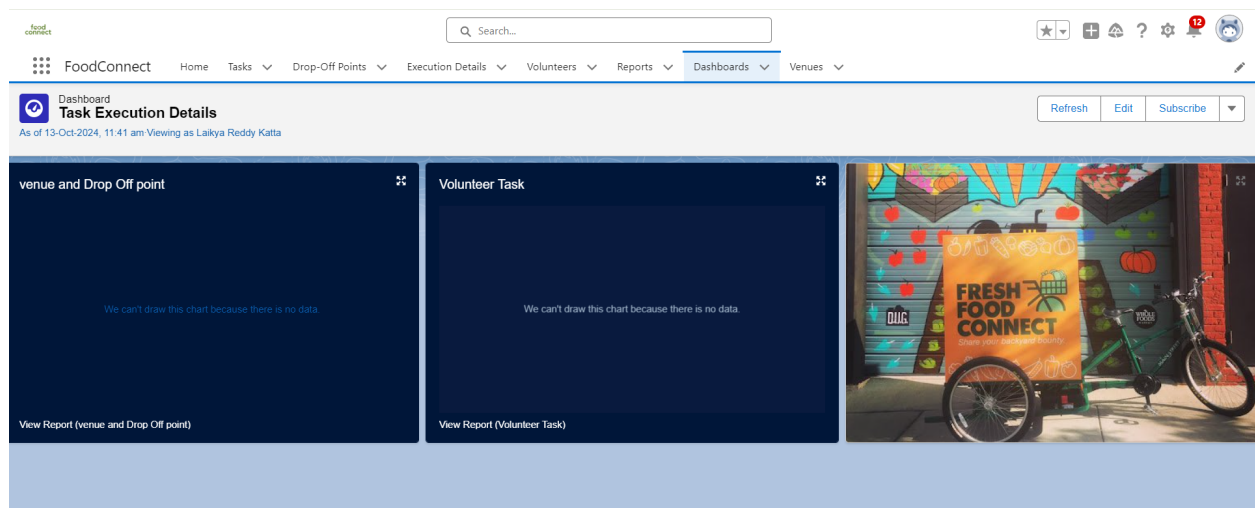 food
connect
Search...
12
FoodConnect
Home
Tasks
Drop-Off Points
Execution Details
Volunteers
Reports
Dashboards
Venues
Dashboard
Task Execution Details
As of 13-Oct-2024, 11:41 am·Viewing as Laikya Reddy Katta
Refresh
Edit
Subscribe
venue and Drop Off point
We can't draw this chart because there is no data.
View Report (venue and Drop Off point)
Volunteer Task
We can't draw this chart because there is no data.
View Report (Volunteer Task)
FRESH
FOOD
CONNECT
Share your backyard bounty.
D.U.G.
WHOLE
FOODS